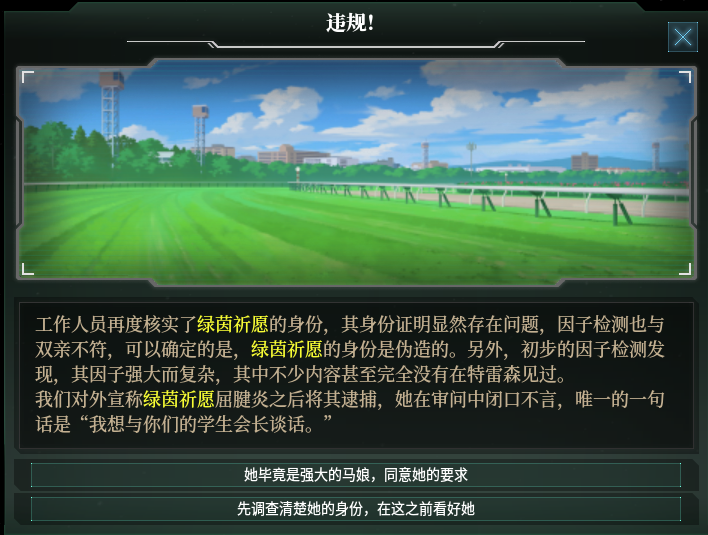 违规!
工作人员再度核实了绿茵祈愿的身份，其身份证明显然存在问题，因子检测也与
双亲不符，可以确定的是，绿茵祈愿的身份是伪造的。另外，初步的因子检测发
现，其因子强大而复杂，其中不少内容甚至完全没有在特雷森见过。
我们对外宣称绿茵祈愿屈腱炎之后将其逮捕，她在审问中闭口不言，唯一的一句
话是“我想与你们的学生会长谈话。”
她毕竟是强大的马娘，同意她的要求
先调查清楚她的身份，在这之前看好她